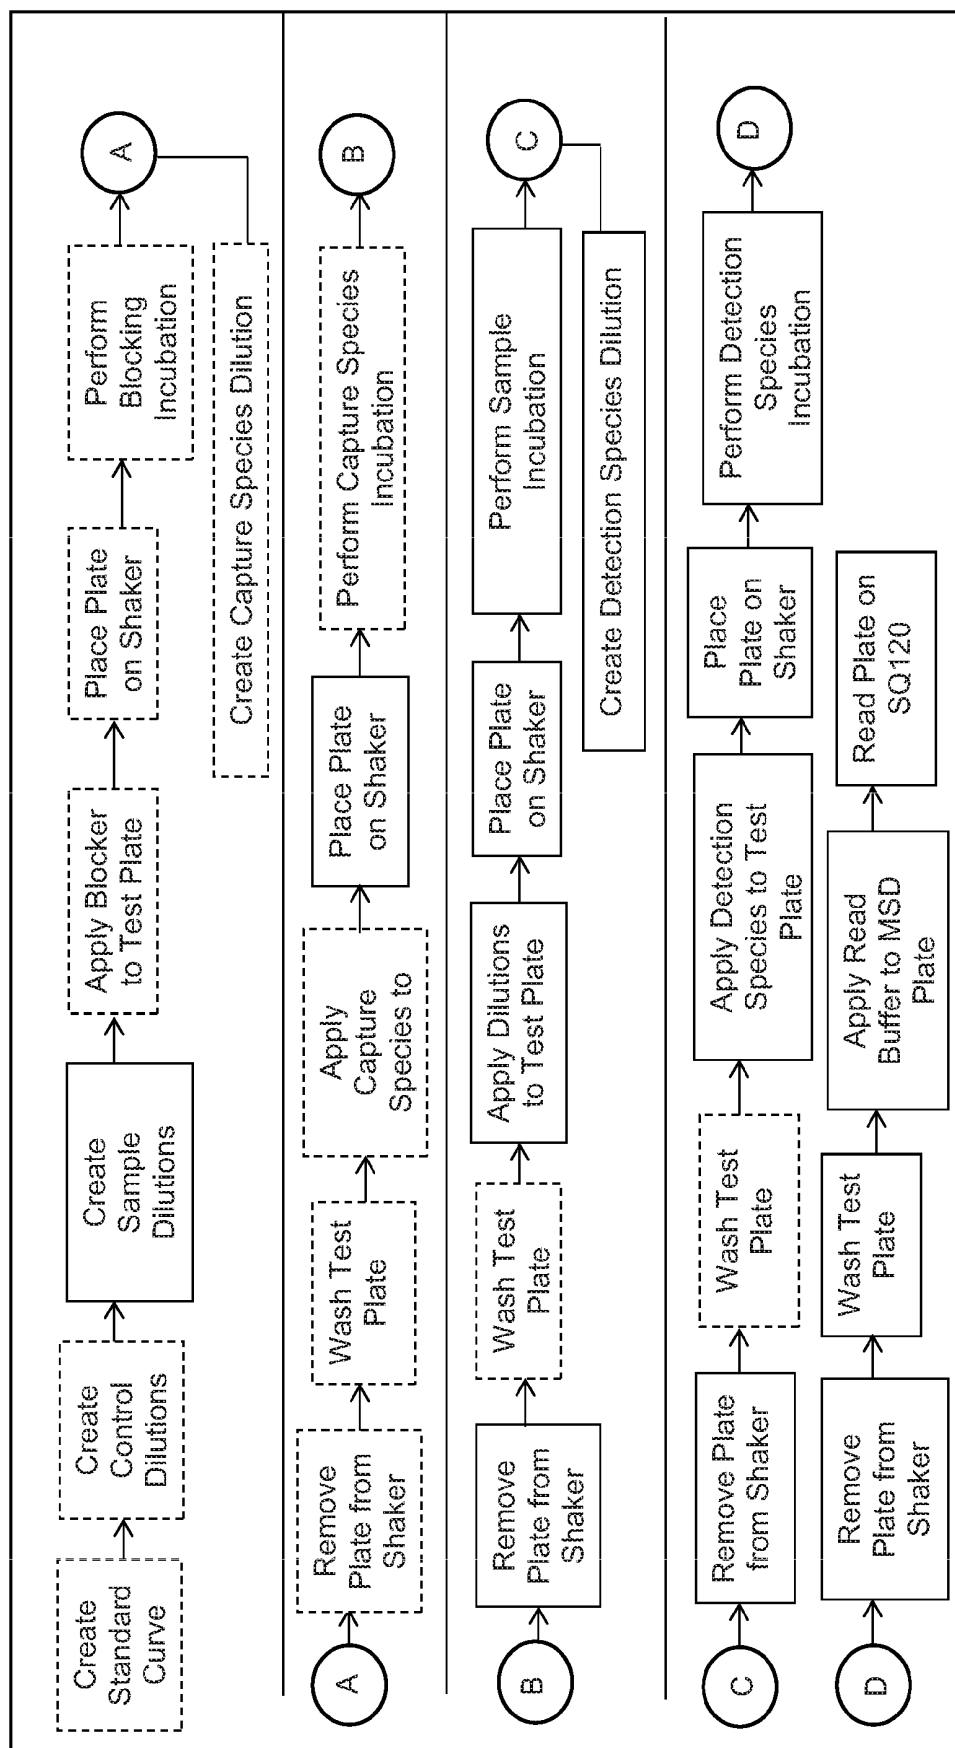 Create
Standard
Curve
Create
Control
Dilutions
Create
Sample
Dilutions
Apply Blocker
to Test Plate
Place Plate
on Shaker
Perform
Blocking
Incubation
A
Create Capture Species Dilution
A
Remove
Plate from
Shaker
Wash Test
Plate
Apply
Capture
Species to
Place Plate
on Shaker
Perform Capture Species
Incubation
B
B
Remove
Plate from
Shaker
Wash Test
Plate
Apply Dilutions
to Test Plate
Place Plate
on Shaker
Perform Sample
Incubation
C
Create Detection Species Dilution
C
Remove Plate
from Shaker
Wash Test
Plate
Apply Detection
Species to Test
Plate
Place
Plate on
Shaker
Perform Detection
Species
Incubation
D
D
Remove
Plate from
Shaker
Wash Test
Plate
Apply Read
Buffer to MSD
Plate
Read Plate on
SQ120